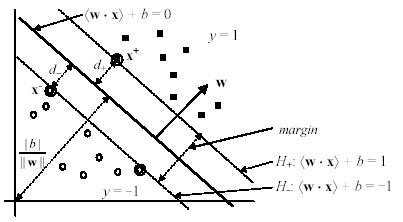 ⟨w · x⟩ + b = 0
y = 1
x⁺
d₊
d₋
x⁻
w
|b|
||w||
margin
H₊: ⟨w · x⟩ + b = 1
y = −1
H₋: ⟨w · x⟩ + b = −1